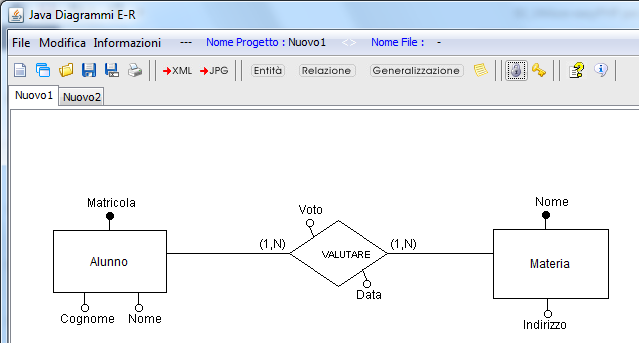 Java Diagrammi E-R
File Modifica Informazioni --- Nome Progetto : Nuovo1 <> Nome File : -
XML JPG Entità Relazione Generalizzazione
Nuovo1 Nuovo2
Matricola
Voto
Nome
(1,N)
(1,N)
Alunno
VALUTARE
Materia
Data
Cognome
Nome
Indirizzo